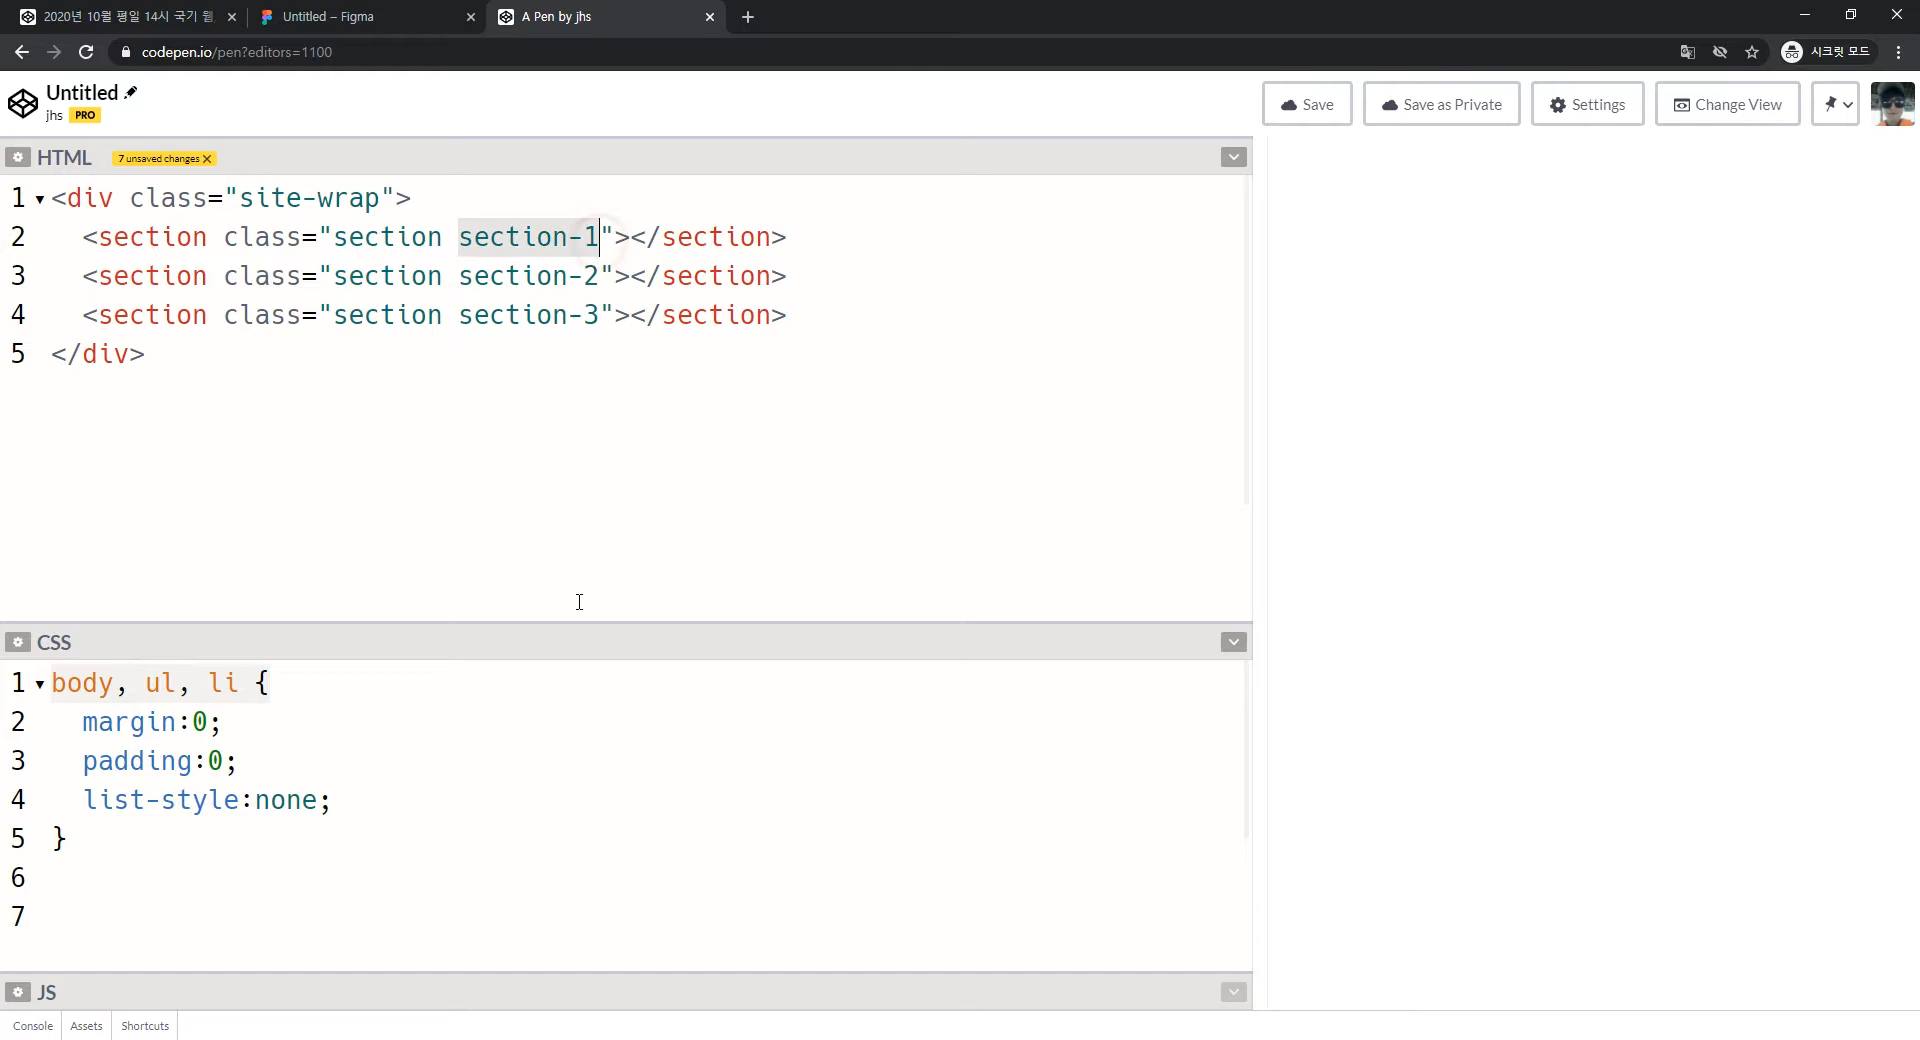 2020년 10월 평일 14시 국기 웹
Untitled – Figma
A Pen by jhs
codepen.io/pen?editors=1100
시크릿 모드
Untitled
jhs PRO
Save
Save as Private
Settings
Change View
HTML
7 unsaved changes
1 <div class="site-wrap">
2 <section class="section section-1"></section>
3 <section class="section section-2"></section>
4 <section class="section section-3"></section>
5 </div>
CSS
1 body, ul, li {
2 margin:0;
3 padding:0;
4 list-style:none;
5 }
6
7
JS
Console
Assets
Shortcuts